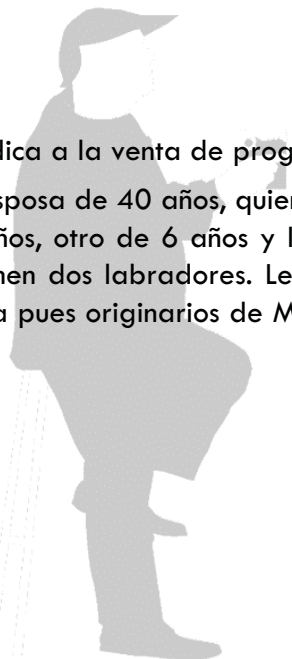 dica a la venta de prog
sposa de 40 años, quien
ños, otro de 6 años y l
nen dos labradores. Le
a pues originarios de M